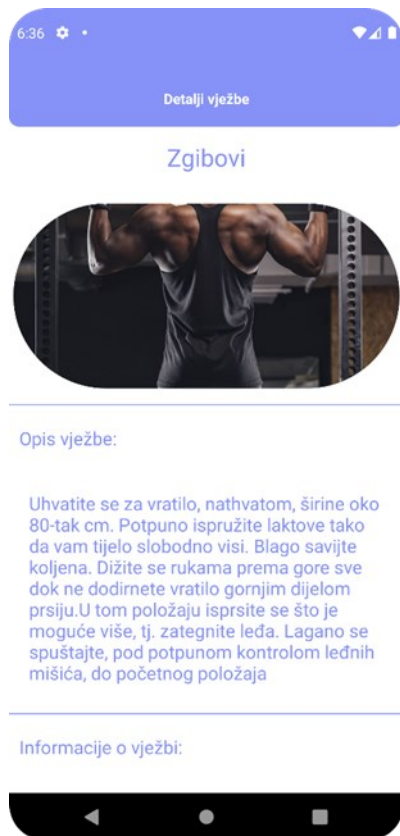 6:36
Detalji vježbe
Zgibovi
Opis vježbe:
Uhvatite se za vratilo, nathvatom, širine oko
80-tak cm. Potpuno ispružite laktove tako
da vam tijelo slobodno visi. Blago savijte
koljena. Dižite se rukama prema gore sve
dok ne dodirnete vratilo gornjim dijelom
prsiju.U tom položaju isprsite se što je
moguće više, tj. zategnite leđa. Lagano se
spuštajte, pod potpunom kontrolom leđnih
mišića, do početnog položaja
Informacije o vježbi: